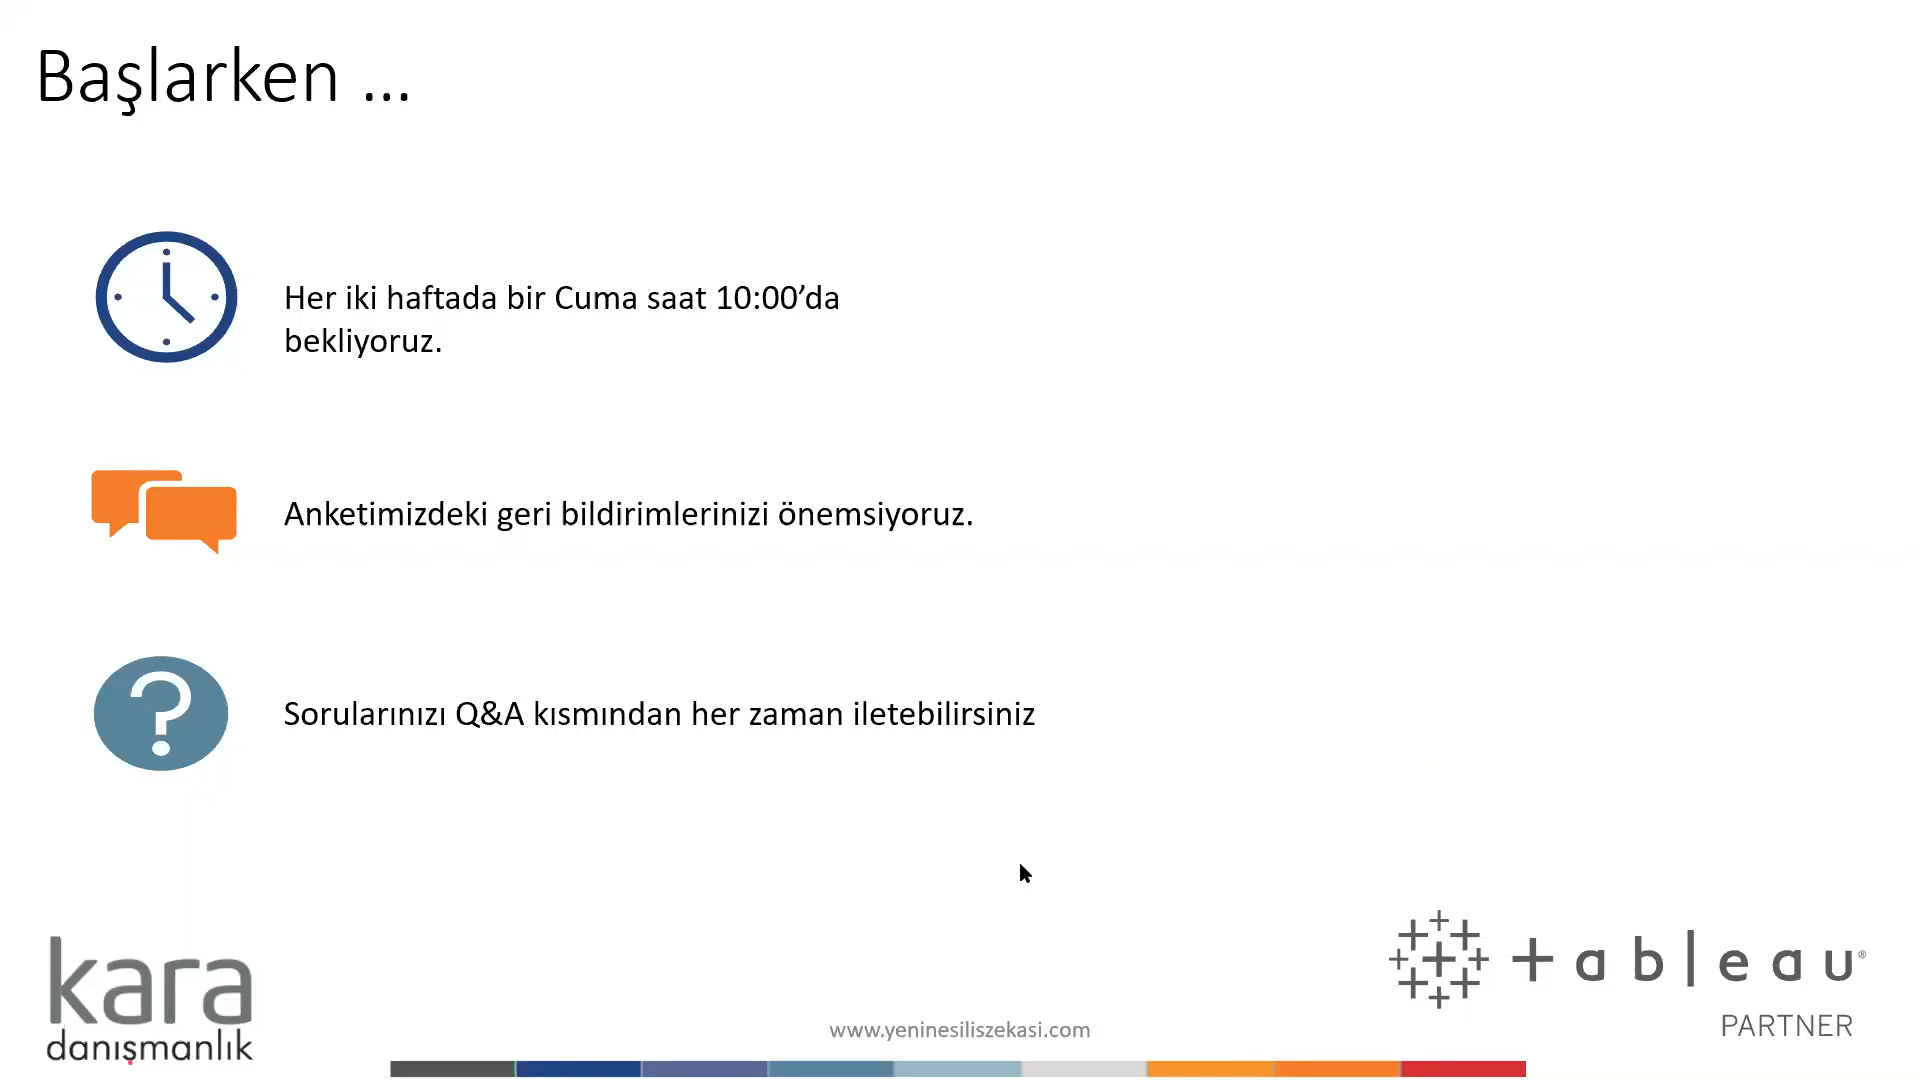 Başlarken ...
Her iki haftada bir Cuma saat 10:00’da
bekliyoruz.
Anketimizdeki geri bildirimlerinizi önemsiyoruz.
?
Sorularınızı Q&A kısmından her zaman iletebilirsiniz
kara
danışmanlık
www.yeninesiliszekasi.com
+ableau®
PARTNER